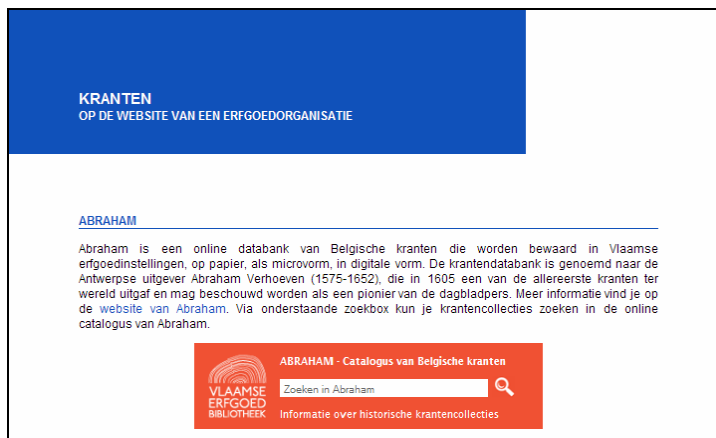 KRANTEN
OP DE WEBSITE VAN EEN ERFGOEDORGANISATIE
ABRAHAM
Abraham is een online databank van Belgische kranten die worden bewaard in Vlaamse
erfgoedinstellingen, op papier, als microvorm, in digitale vorm. De krantendatabank is genoemd naar de
Antwerpse uitgever Abraham Verhoeven (1575-1652), die in 1605 een van de allereerste kranten ter
wereld uitgaf en mag beschouwd worden als een pionier van de dagbladpers. Meer informatie vind je op
de website van Abraham. Via onderstaande zoekbox kun je krantencollecties zoeken in de online
catalogus van Abraham.
ABRAHAM - Catalogus van Belgische kranten
Zoeken in Abraham
VLAAMSE
ERFGOED
BIBLIOTHEEK
Informatie over historische krantencollecties